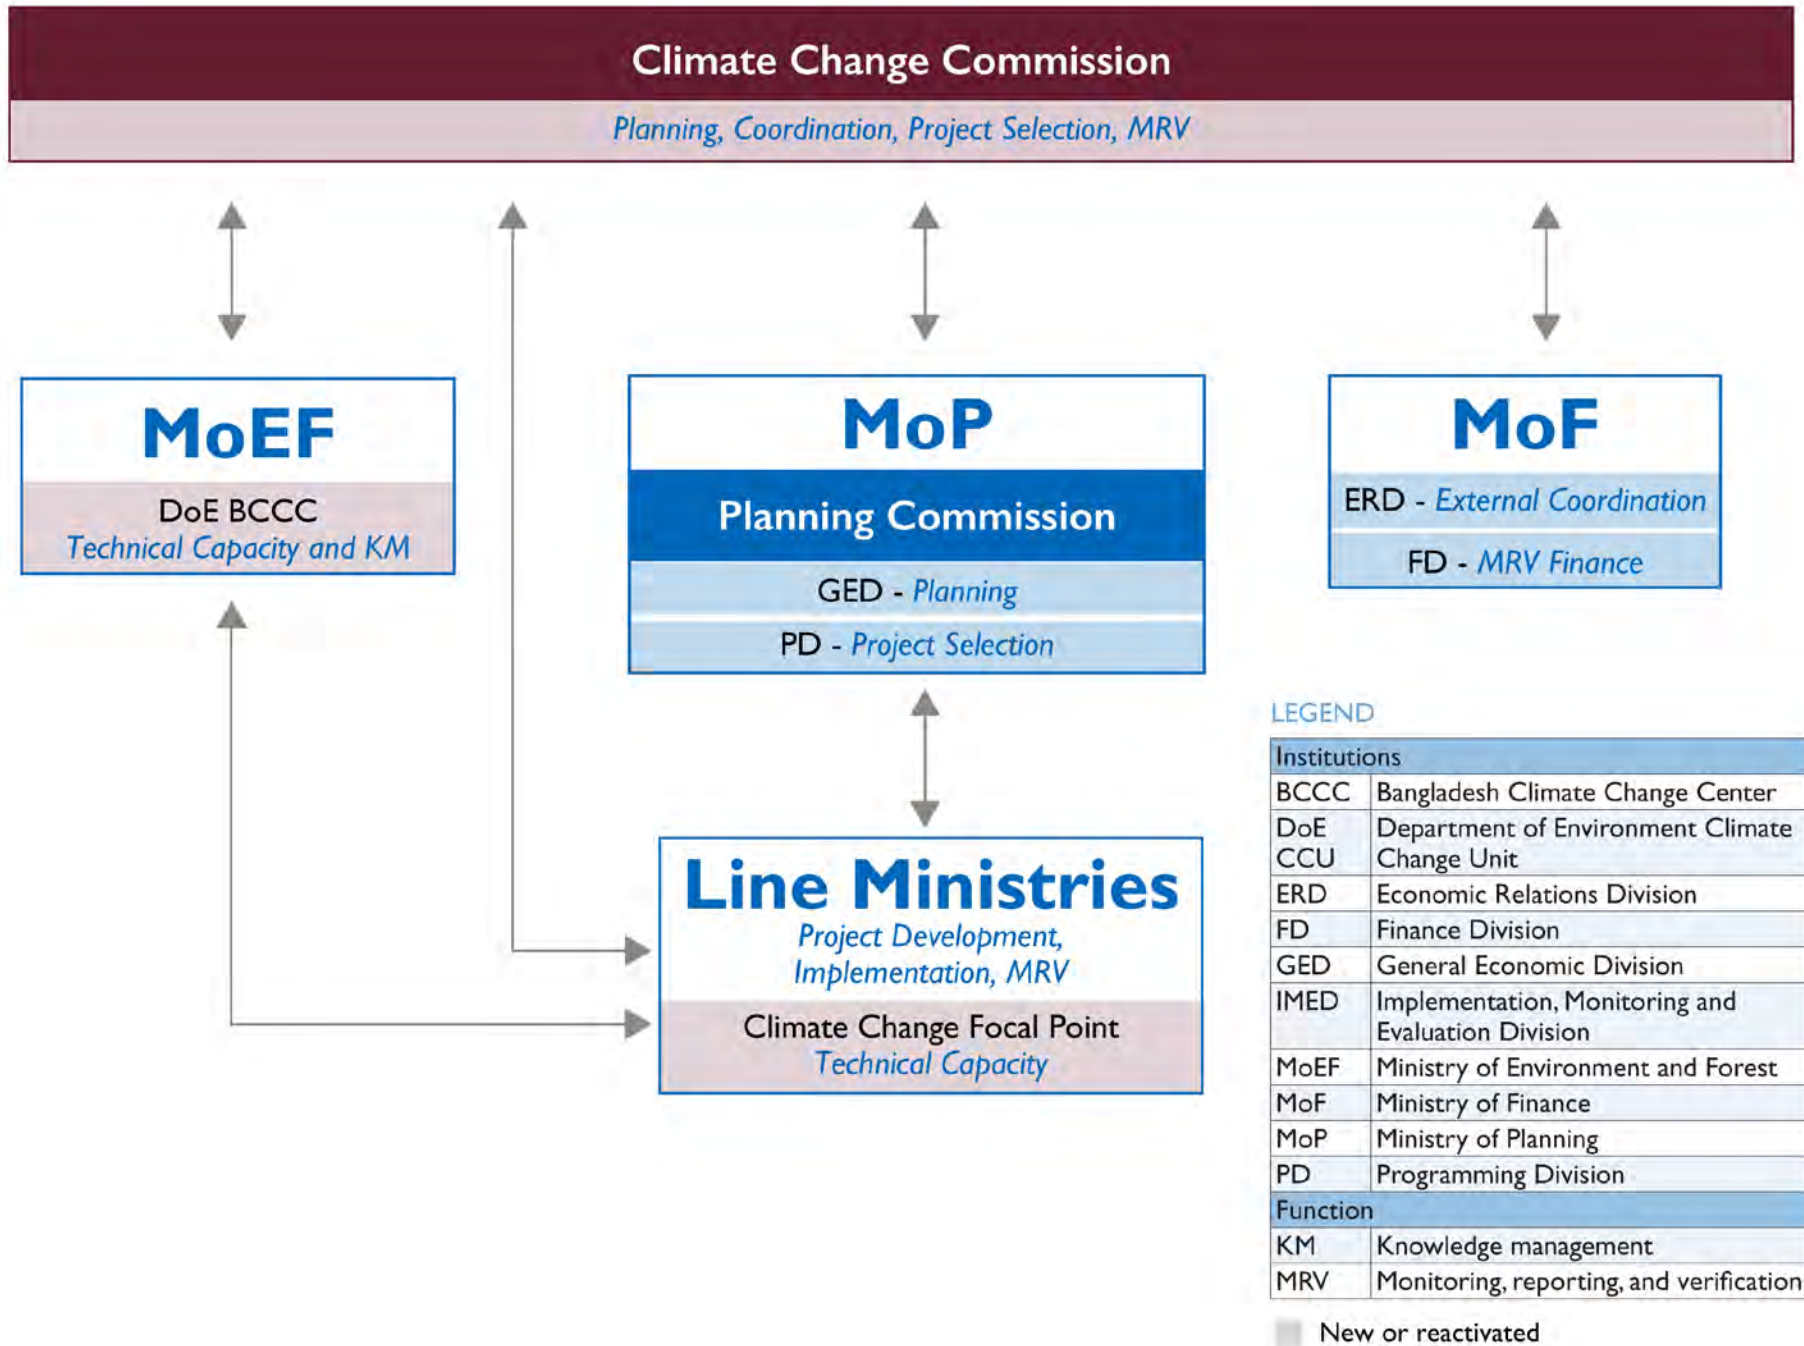 Climate Change Commission
Planning, Coordination, Project Selection, MRV
MoEF
DoE BCCC
Technical Capacity and KM
MoP
Planning Commission
GED - Planning
PD - Project Selection
MoF
ERD - External Coordination
FD - MRV Finance
Line Ministries
Project Development,
Implementation, MRV
Climate Change Focal Point
Technical Capacity
LEGEND
Institutions
BCCC Bangladesh Climate Change Center
DoE Department of Environment Climate
CCU Change Unit
ERD Economic Relations Division
FD Finance Division
GED General Economic Division
IMED Implementation, Monitoring and
Evaluation Division
MoEF Ministry of Environment and Forest
MoF Ministry of Finance
MoP Ministry of Planning
PD Programming Division
Function
KM Knowledge management
MRV Monitoring, reporting, and verification
New or reactivated